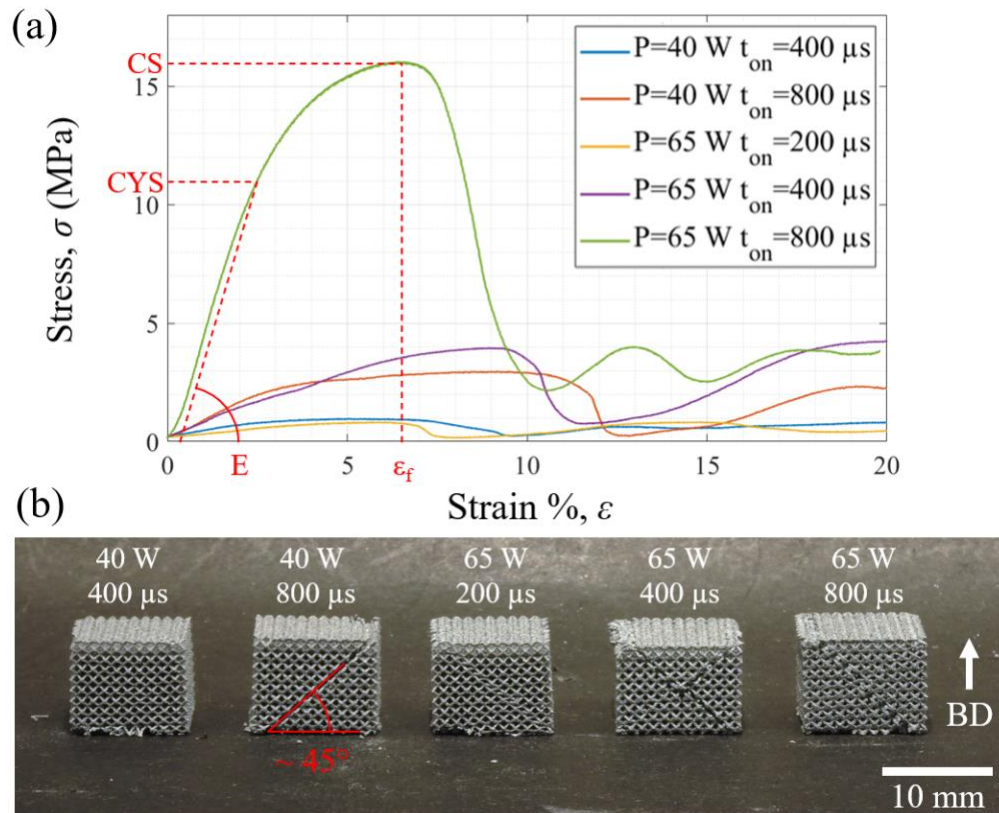 (a)
CS
CYS
Stress, σ (MPa)
15
10
5
0
P=40 W t_on=400 µs
P=40 W t_on=800 µs
P=65 W t_on=200 µs
P=65 W t_on=400 µs
P=65 W t_on=800 µs
0
E
5
ε_f
10
15
20
Strain %, ε
(b)
40 W
400 µs
40 W
800 µs
65 W
200 µs
65 W
400 µs
65 W
800 µs
~ 45°
BD
10 mm